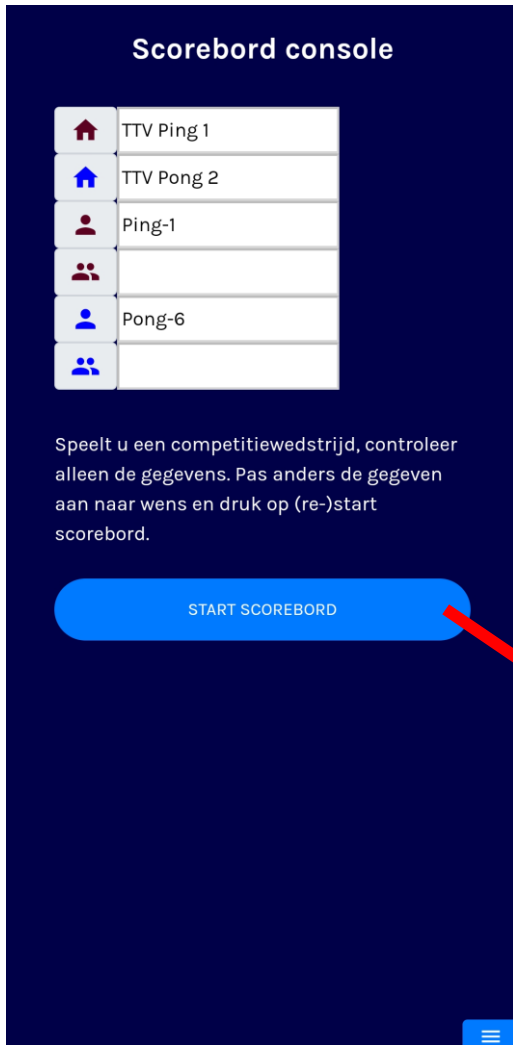 Scorebord console
TTV Ping 1
TTV Pong 2
Ping-1
Pong-6
Speelt u een competitiewedstrijd, controleer
alleen de gegevens. Pas anders de gegeven
aan naar wens en druk op (re-)start
scorebord.
START SCOREBORD